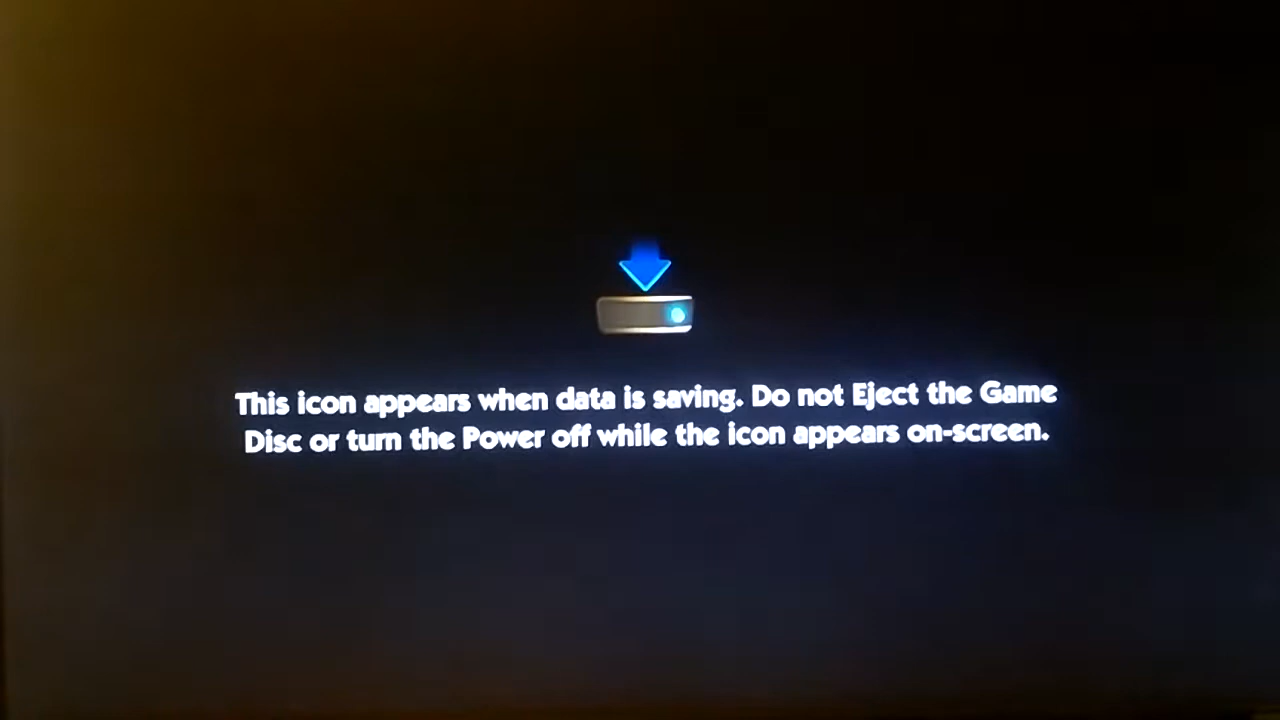 This icon appears when data is saving. Do not Eject the Game
Disc or turn the Power off while the icon appears on-screen.